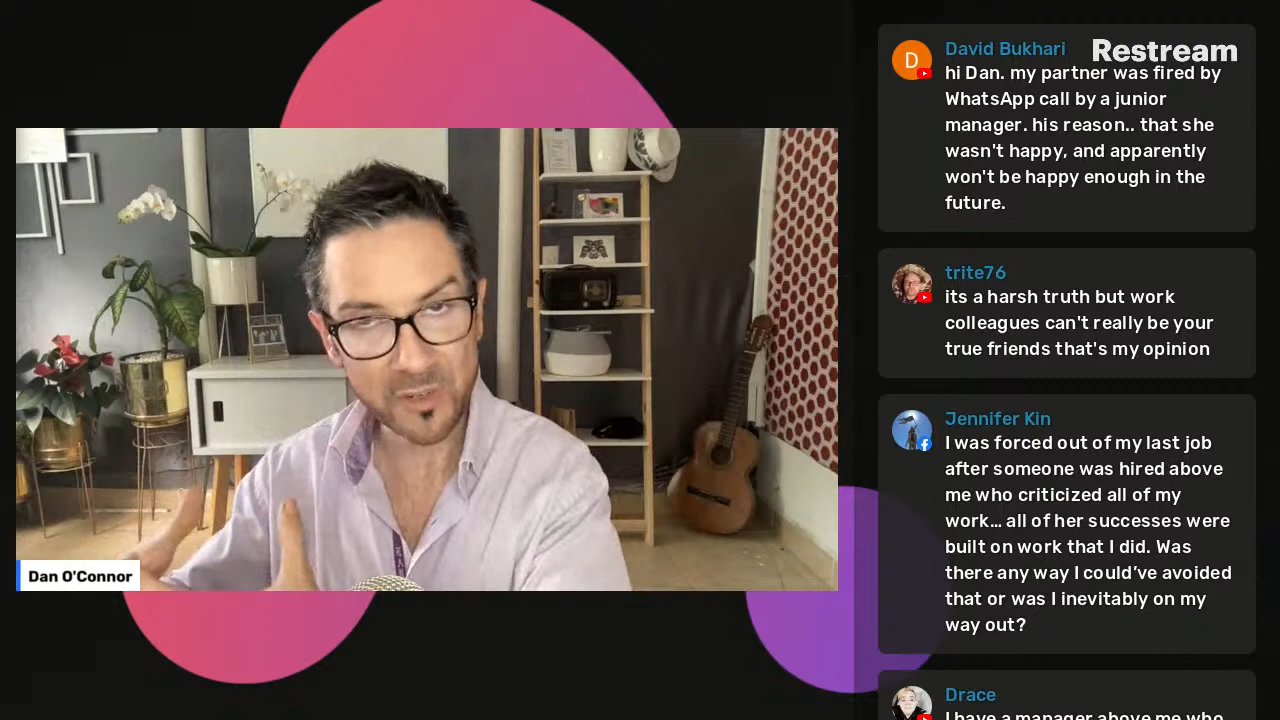 David Bukhari
Restream
D
hi Dan. my partner was fired by
WhatsApp call by a junior
manager. his reason.. that she
wasn't happy, and apparently
won't be happy enough in the
future.
trite76
its a harsh truth but work
colleagues can't really be your
true friends that's my opinion
Jennifer Kin
I was forced out of my last job
after someone was hired above
me who criticized all of my
work... all of her successes were
built on work that I did. Was
there any way I could've avoided
that or was I inevitably on my
way out?
Dan O'Connor
Drace
I have a manager above me who